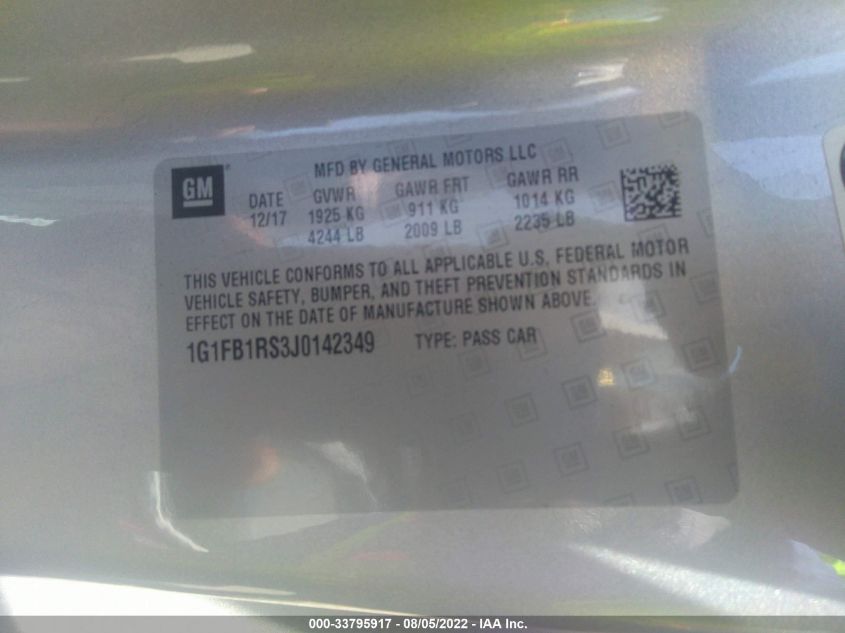 GM
MFD BY GENERAL MOTORS LLC
DATE GVWR GAWR FRT GAWR RR
12/17 1925 KG 911 KG 1014 KG
4244 LB 2009 LB 2235 LB
THIS VEHICLE CONFORMS TO ALL APPLICABLE U.S. FEDERAL MOTOR
VEHICLE SAFETY, BUMPER, AND THEFT PREVENTION STANDARDS IN
EFFECT ON THE DATE OF MANUFACTURE SHOWN ABOVE.
1G1FB1RS3J0142349 TYPE: PASS CAR
000-33795917 - 08/05/2022 - IAA Inc.